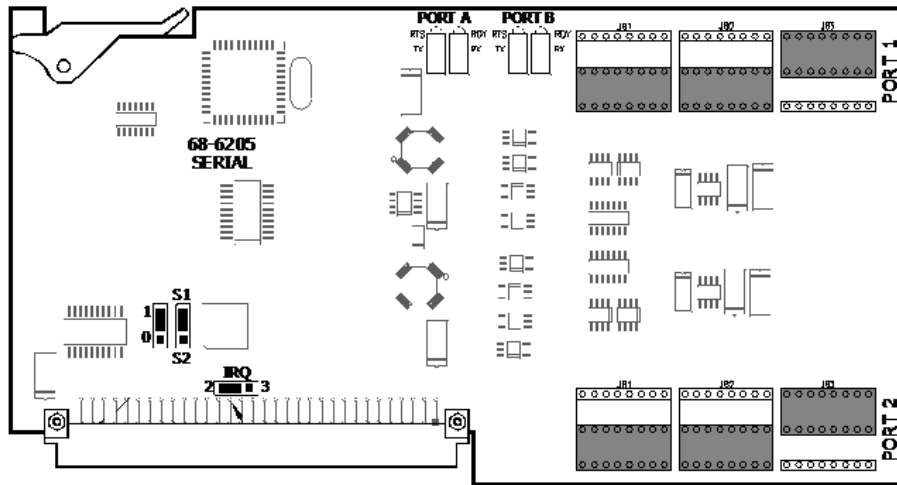 PORT A PORT B
RTS RDY RTS RDY
TX RX TX RX
JB1 JB2 JB3
PORT 1
68-6205
SERIAL
S1
1
0
S2
IRQ
2 3
JB1 JB2 JB3
PORT 2